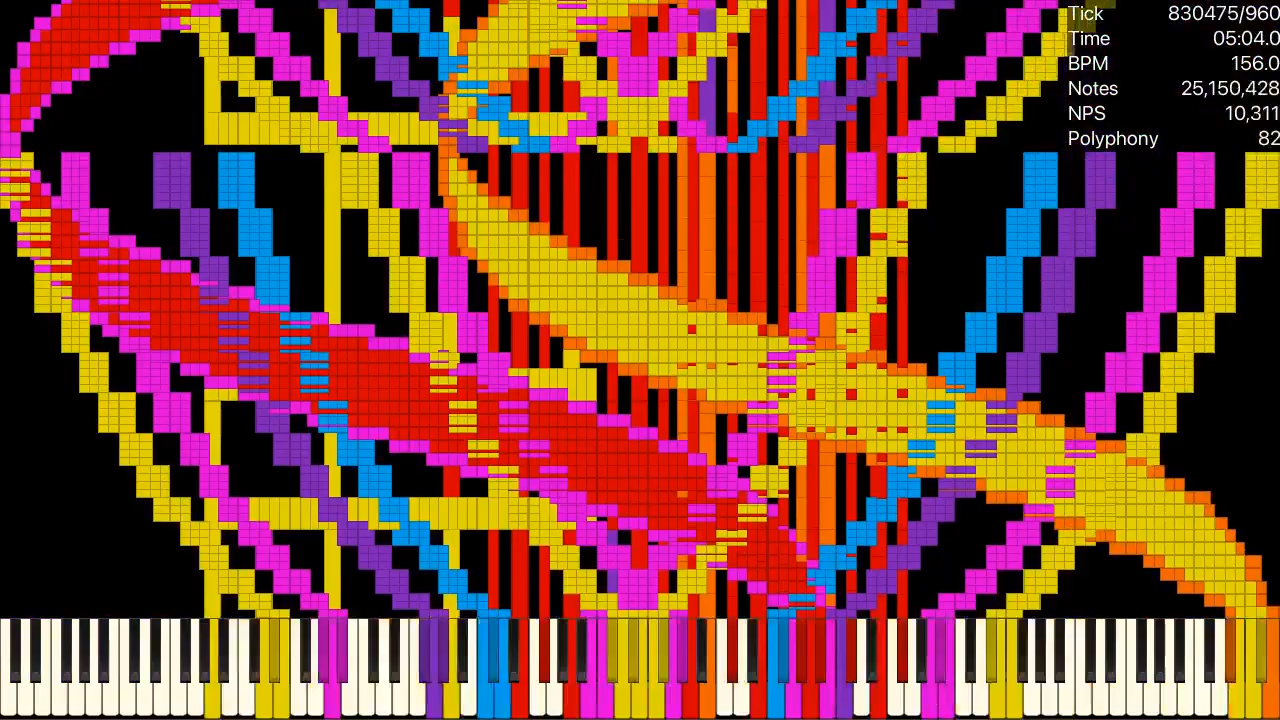 Tick 830475/960
Time 05:04.0
BPM 156.0
Notes 25,150,428
NPS 10,311
Polyphony 82